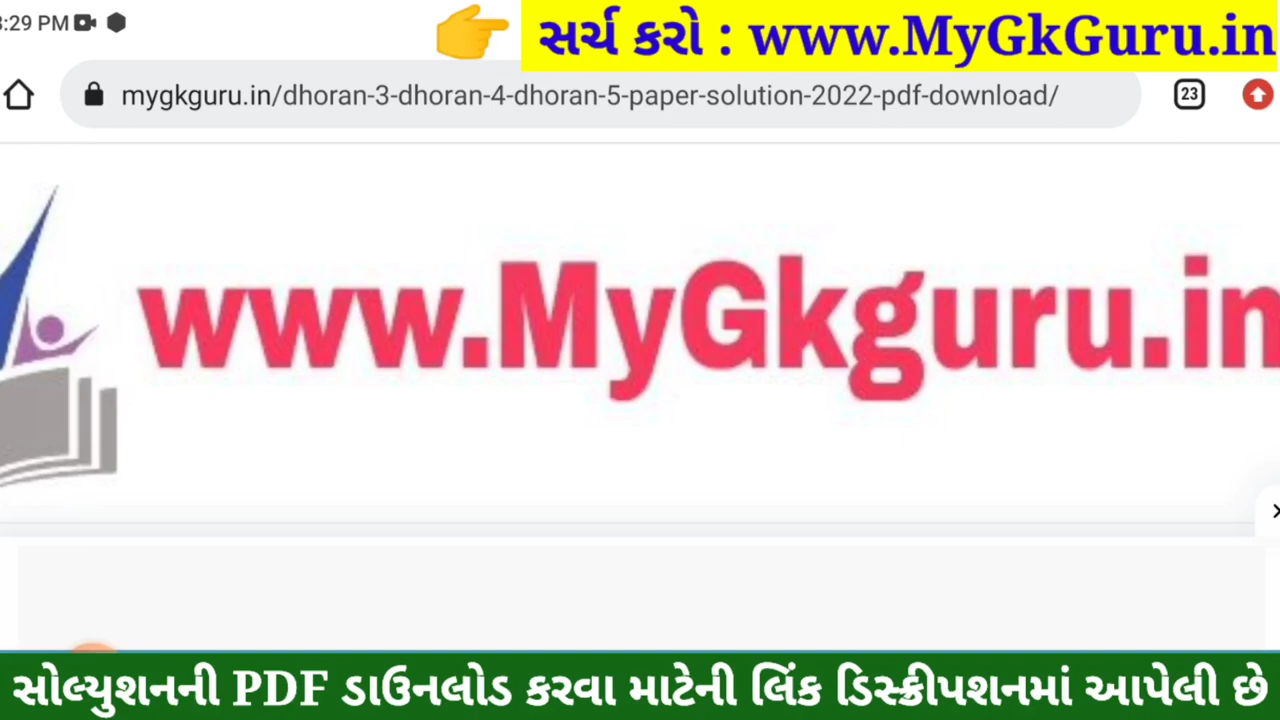 :29 PM
સર્ચ કરો : www.MyGkGuru.in
mygkguru.in/dhoran-3-dhoran-4-dhoran-5-paper-solution-2022-pdf-download/
23
www.MyGkguru.in
સોલ્યુશનની PDF ડાઉનલોડ કરવા માટેની લિંક ડિસ્ક્રીપશનમાં આપેલી છે